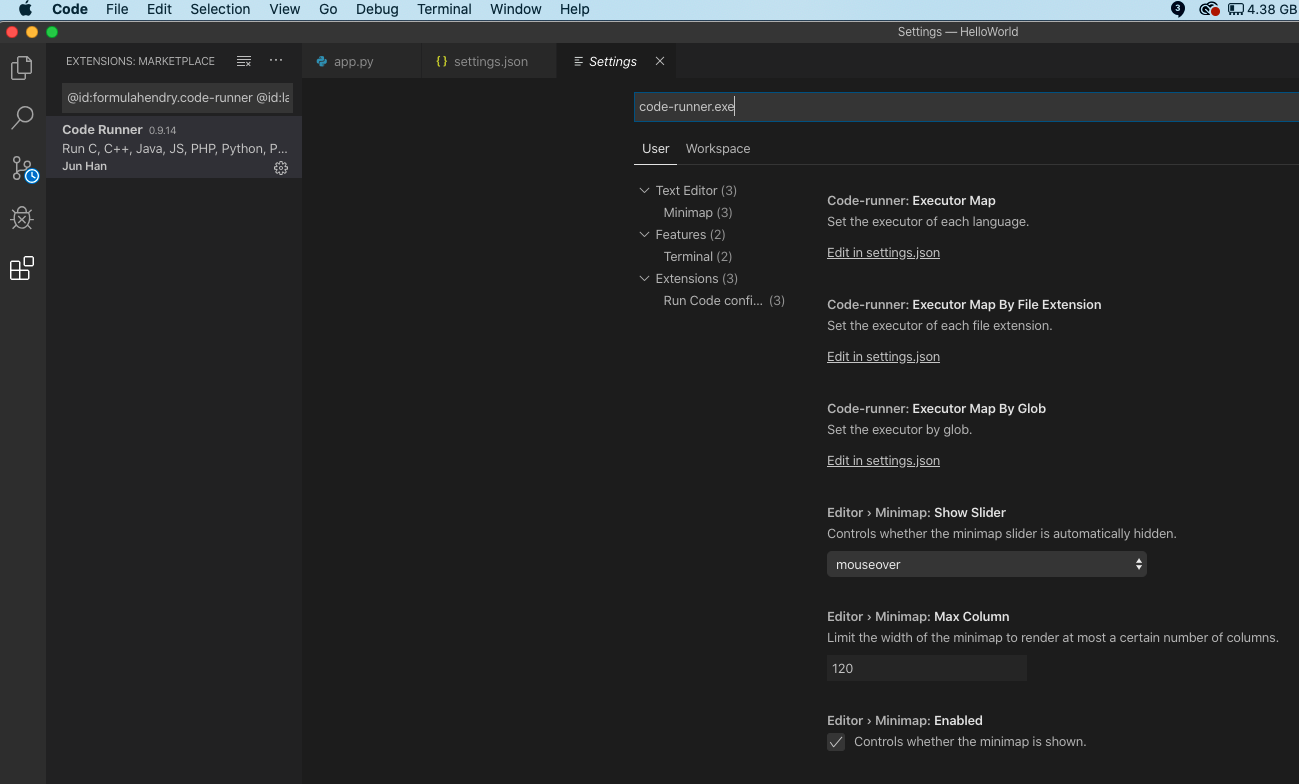 Code File Edit Selection View Go Debug Terminal Window Help 3 4.38 GB
Settings — HelloWorld
EXTENSIONS: MARKETPLACE
@id:formulahendry.code-runner @id:la
Code Runner 0.9.14
Run C, C++, Java, JS, PHP, Python, P...
Jun Han
app.py {} settings.json Settings
code-runner.exe
User Workspace
Text Editor (3)
Minimap (3)
Features (2)
Terminal (2)
Extensions (3)
Run Code confi... (3)
Code-runner: Executor Map
Set the executor of each language.
Edit in settings.json
Code-runner: Executor Map By File Extension
Set the executor of each file extension.
Edit in settings.json
Code-runner: Executor Map By Glob
Set the executor by glob.
Edit in settings.json
Editor › Minimap: Show Slider
Controls whether the minimap slider is automatically hidden.
mouseover
Editor › Minimap: Max Column
Limit the width of the minimap to render at most a certain number of columns.
120
Editor › Minimap: Enabled
Controls whether the minimap is shown.